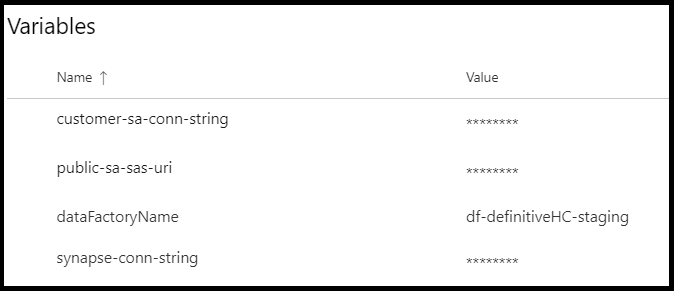 Variables
Name ↑ Value
customer-sa-conn-string ********
public-sa-sas-uri ********
dataFactoryName df-definitiveHC-staging
synapse-conn-string ********